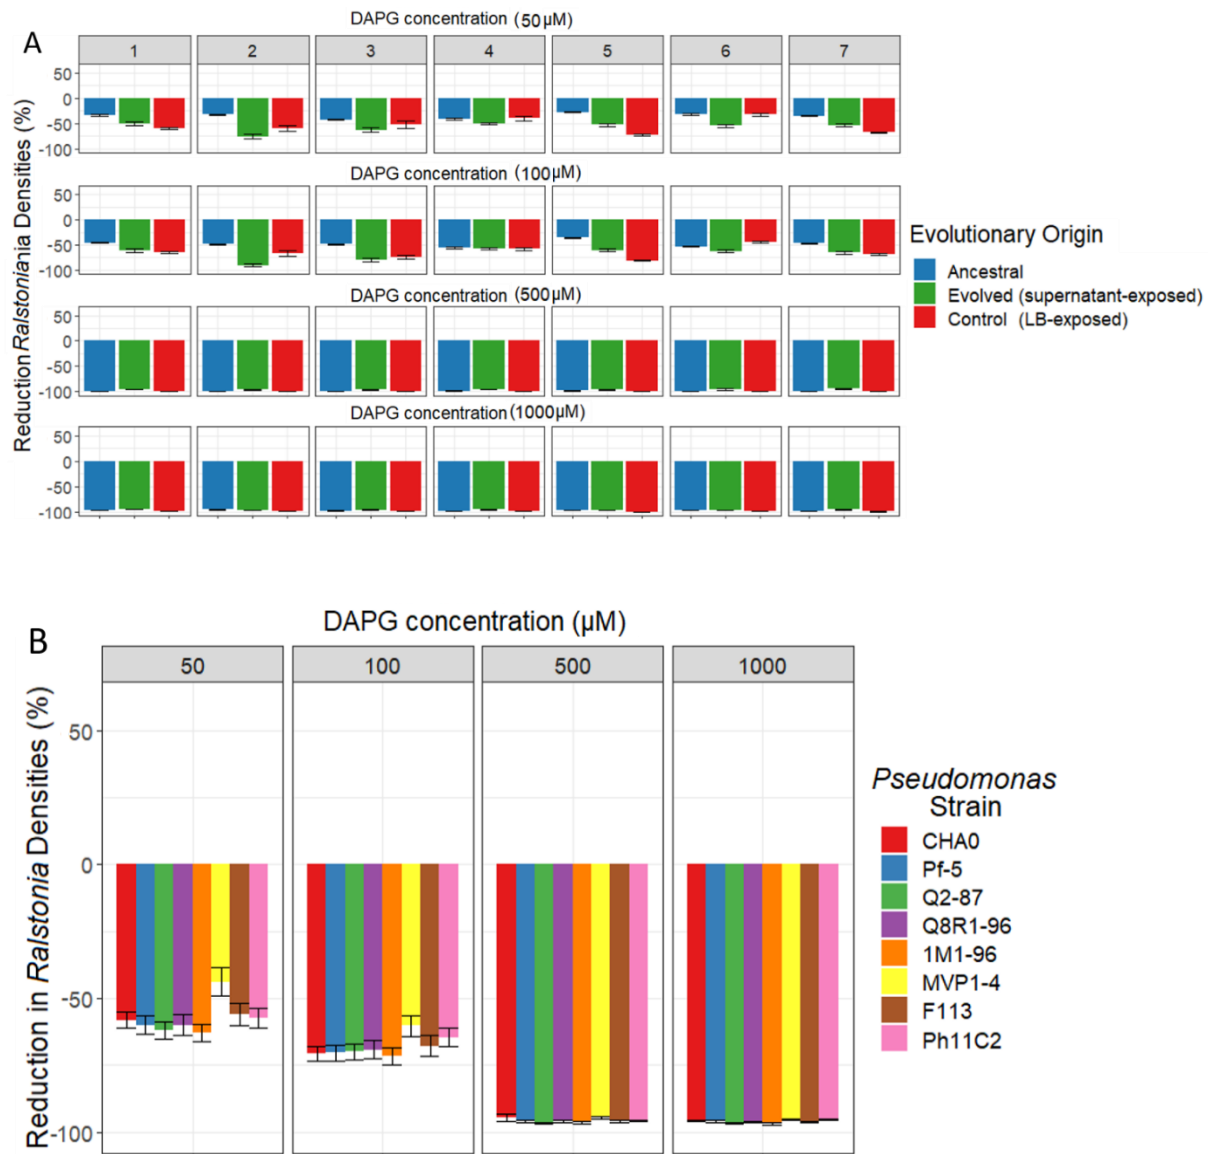 A
DAPG concentration (50µM)
1 2 3 4 5 6 7
50
0
-50
-100
DAPG concentration (100µM)
50
0
-50
-100
DAPG concentration (500µM)
50
0
-50
-100
DAPG concentration (1000µM)
50
0
-50
-100
Reduction Ralstoniania Densities (%)
Evolutionary Origin
Ancestral
Evolved (supernatant-exposed)
Control (LB-exposed)
B
DAPG concentration (µM)
50 100 500 1000
50
0
-50
-100
Reduction in Ralstonia Densities (%)
Pseudomonas
Strain
CHA0
Pf-5
Q2-87
Q8R1-96
1M1-96
MVP1-4
F113
Ph11C2